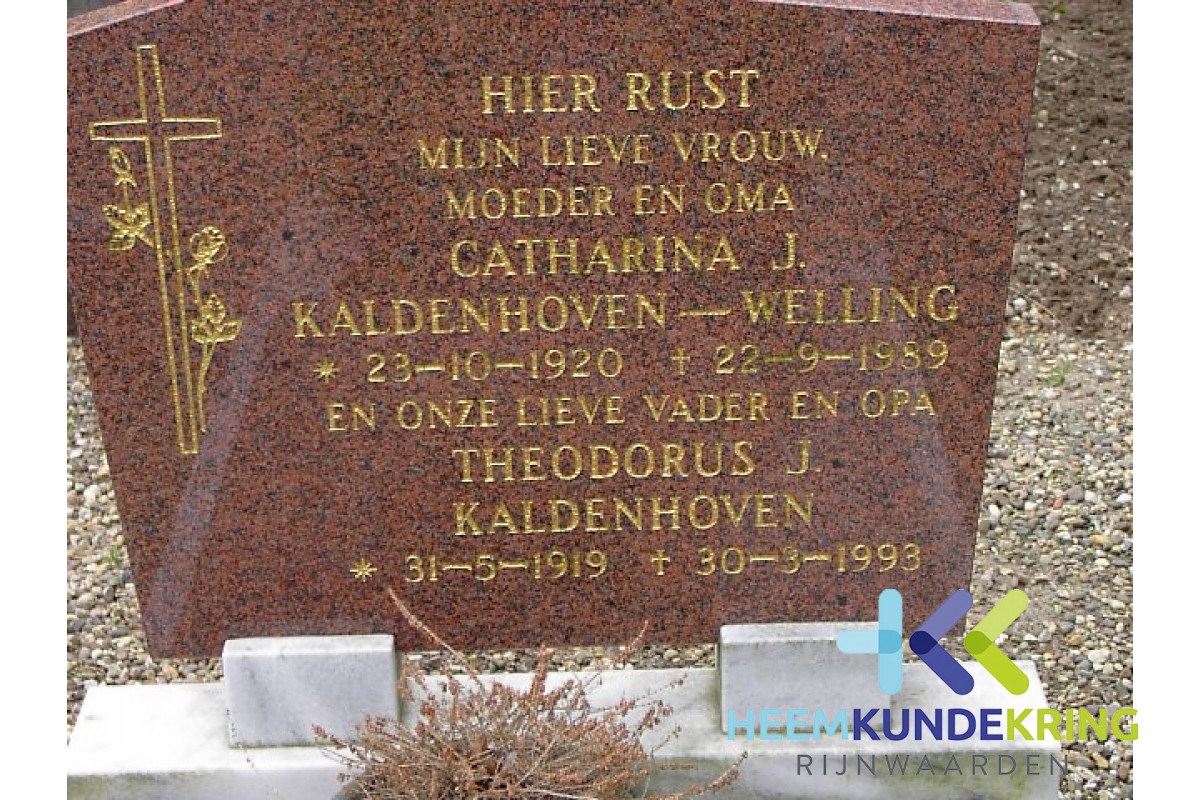 HIER RUST
MIJN LIEVE VROUW,
MOEDER EN OMA
CATHARINA J.
KALDENHOVEN — WELLING
* 23-10-1920 † 22-9-1989
EN ONZE LIEVE VADER EN OPA
THEODORUS J.
KALDENHOVEN
* 31-5-1919 † 30-3-1993
HEEMKUNDEKRING
RIJNWAARDEN